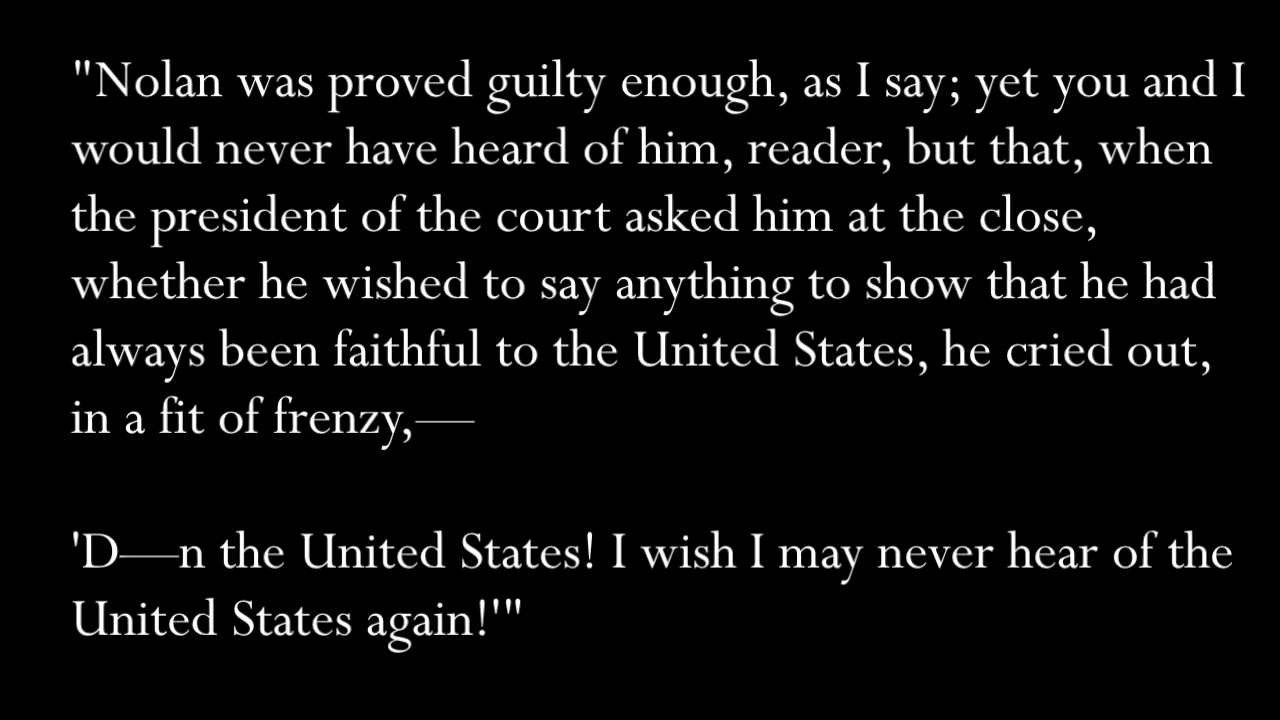 "Nolan was proved guilty enough, as I say; yet you and I
would never have heard of him, reader, but that, when
the president of the court asked him at the close,
whether he wished to say anything to show that he had
always been faithful to the United States, he cried out,
in a fit of frenzy,—
'D—n the United States! I wish I may never hear of the
United States again!'"